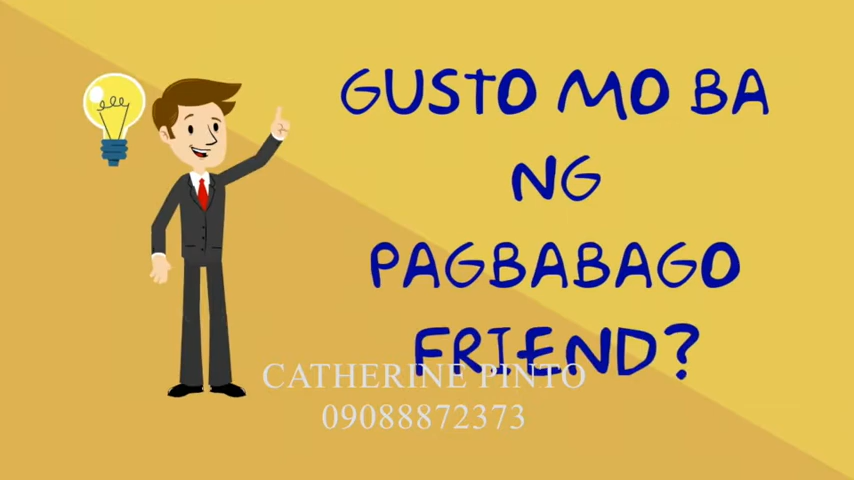 GUSTO MO BA
NG
PAGBABAGO
FRIEND?
CATHERINE PINTO
09088872373